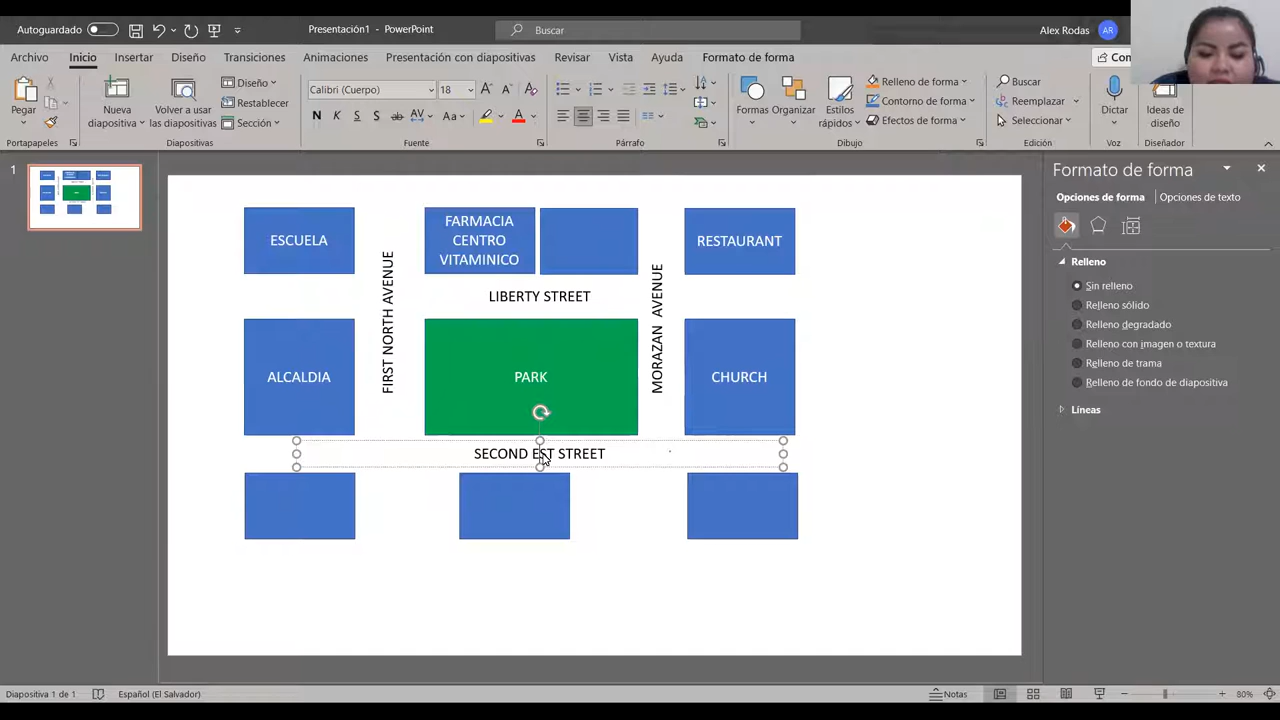 Autoguardado
Presentación1 - PowerPoint
Buscar
Alex Rodas
AR
Archivo
Inicio
Insertar
Diseño
Transiciones
Animaciones
Presentación con diapositivas
Revisar
Vista
Ayuda
Formato de forma
Pegar
Nueva
diapositiva
Volver a usar
las diapositivas
Diseño
Restablecer
Sección
Calibri (Cuerpo)
18
N
K
S
S
ab
AV
Aa
A
Formas
Organizar
Estilos
rápidos
Relleno de forma
Contorno de forma
Efectos de forma
Buscar
Reemplazar
Seleccionar
Dictar
Ideas de
diseño
Portapapeles
Diapositivas
Fuente
Párrafo
Dibujo
Edición
Voz
Diseñador
1
ESCUELA
FARMACIA
CENTRO
VITAMINICO
RESTAURANT
FIRST NORTH AVENUE
LIBERTY STREET
MORAZAN AVENUE
ALCALDIA
PARK
CHURCH
SECOND EST STREET
Formato de forma
Opciones de forma
Opciones de texto
Relleno
Sin relleno
Relleno sólido
Relleno degradado
Relleno con imagen o textura
Relleno de trama
Relleno de fondo de diapositiva
Líneas
Diapositiva 1 de 1
Español (El Salvador)
Notas
80%